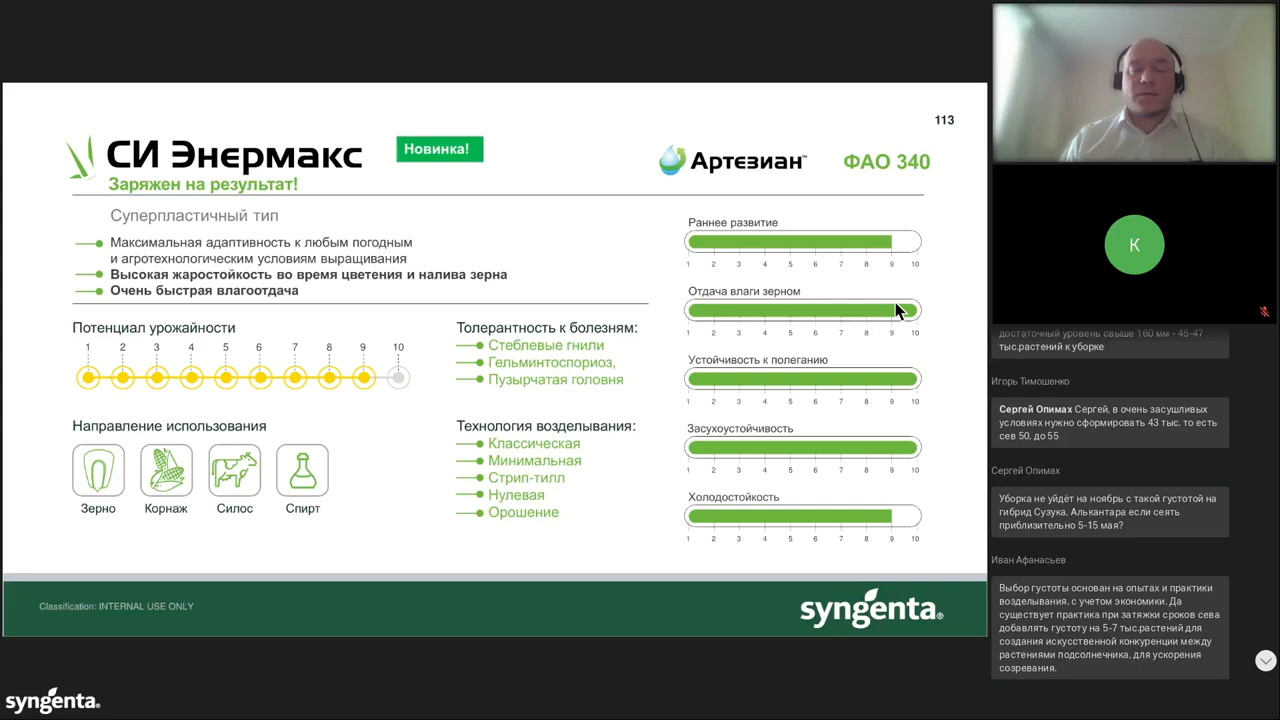 113
СИ Энермакс
Новинка!
Заряжен на результат!
Артезиан™
ФАО 340
Суперпластичный тип
Максимальная адаптивность к любым погодным
и агротехнологическим условиям выращивания
Высокая жаростойкость во время цветения и налива зерна
Очень быстрая влагоотдача
Потенциал урожайности
1 2 3 4 5 6 7 8 9 10
Направление использования
Зерно Корнаж Силос Спирт
Толерантность к болезням:
Стеблевые гнили
Гельминтоспориоз,
Пузырчатая головня
Технология возделывания:
Классическая
Минимальная
Стрип-тилл
Нулевая
Орошение
Раннее развитие
1 2 3 4 5 6 7 8 9 10
Отдача влаги зерном
1 2 3 4 5 6 7 8 9 10
Устойчивость к полеганию
1 2 3 4 5 6 7 8 9 10
Засухоустойчивость
1 2 3 4 5 6 7 8 9 10
Холодостойкость
1 2 3 4 5 6 7 8 9 10
Classification: INTERNAL USE ONLY
syngenta®
syngenta®
К
достаточный уровень свыше 160 мм - 45-47
тыс.растений к уборке
Игорь Тимошенко
Сергей Опимах Сергей, в очень засушливых
условиях нужно сформировать 43 тыс. то есть
сев 50, до 55
Сергей Опимах
Уборка не уйдёт на ноябрь с такой густотой на
гибрид Сузука, Алькантара если сеять
приблизительно 5-15 мая?
Иван Афанасьев
Выбор густоты основан на опытах и практики
возделывания. с учетом экономики. Да
существует практика при затяжки сроков сева
добавлять густоту на 5-7 тыс.растений для
создания искусственной конкуренции между
растениями подсолнечника, для ускорения
созревания.